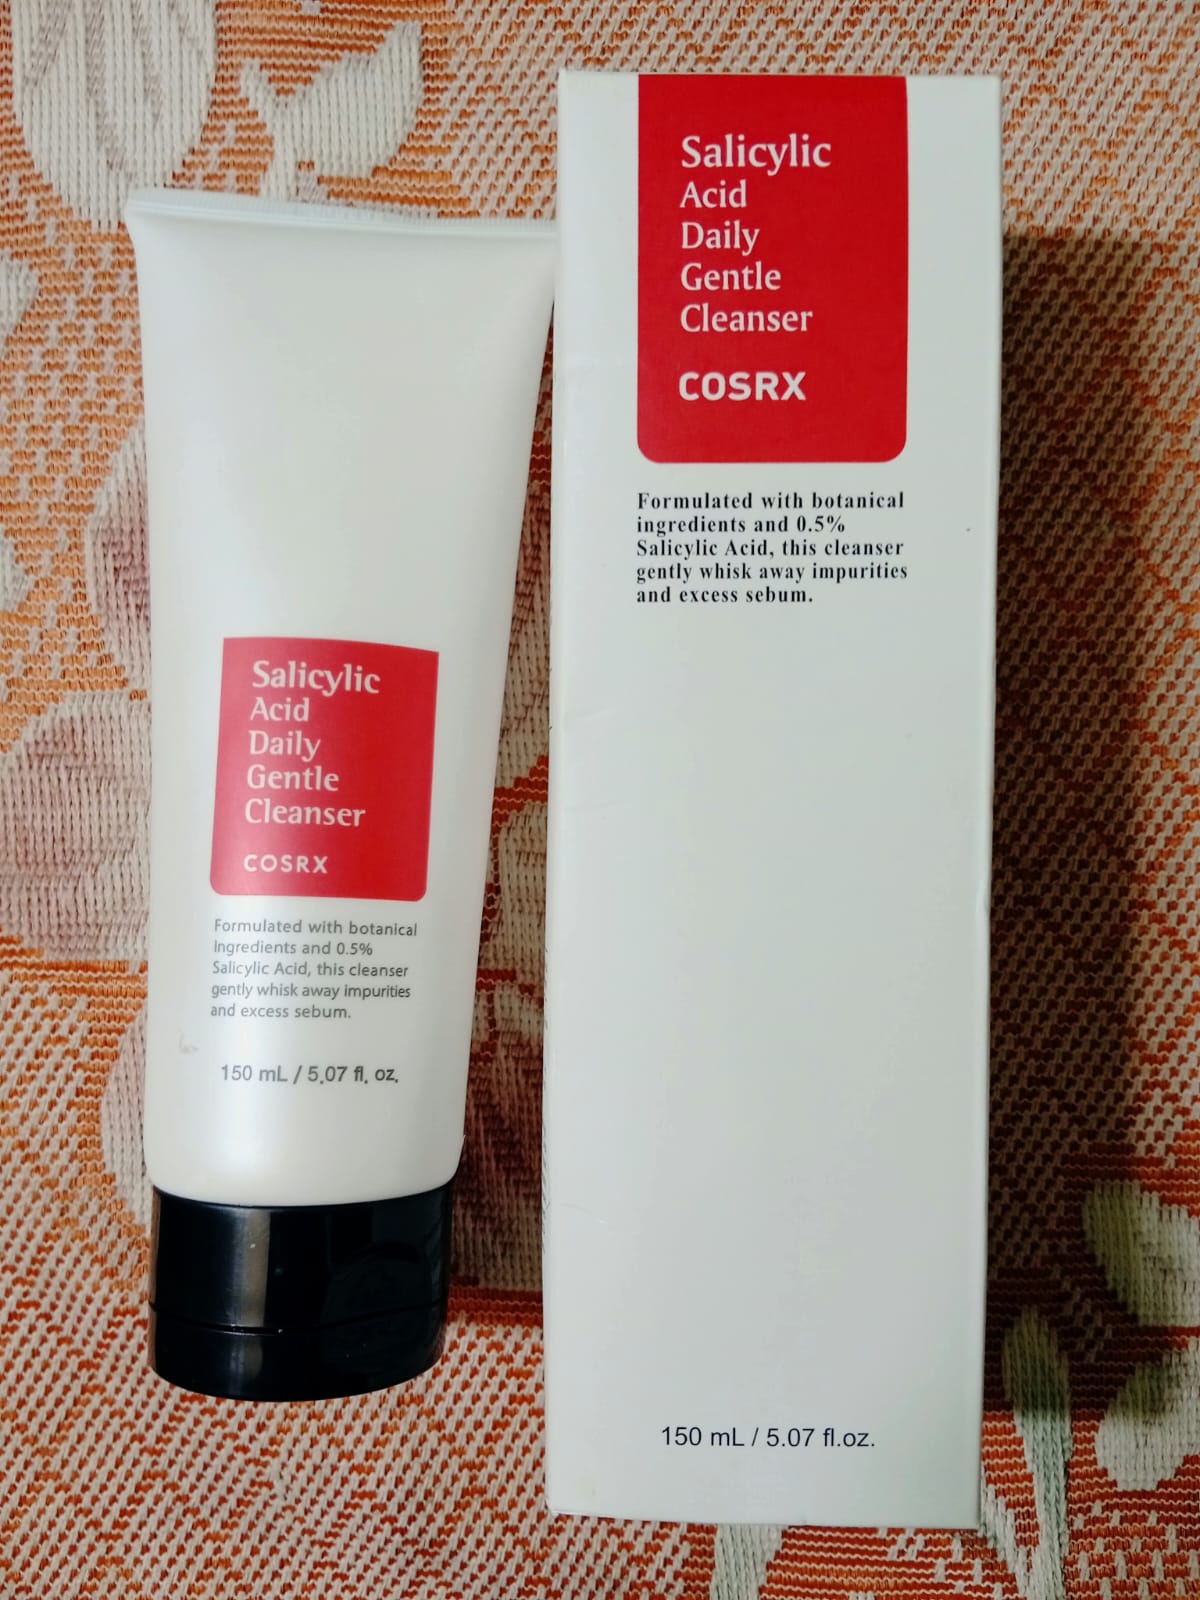 Salicylic
Acid
Daily
Gentle
Cleanser
COSRX
Formulated with botanical
Ingredients and 0.5%
Salicylic Acid, this cleanser
gently whisk away impurities
and excess sebum.
150 mL / 5.07 fl. oz.
Salicylic
Acid
Daily
Gentle
Cleanser
COSRX
Formulated with botanical
ingredients and 0.5%
Salicylic Acid, this cleanser
gently whisk away impurities
and excess sebum.
150 mL / 5.07 fl.oz.